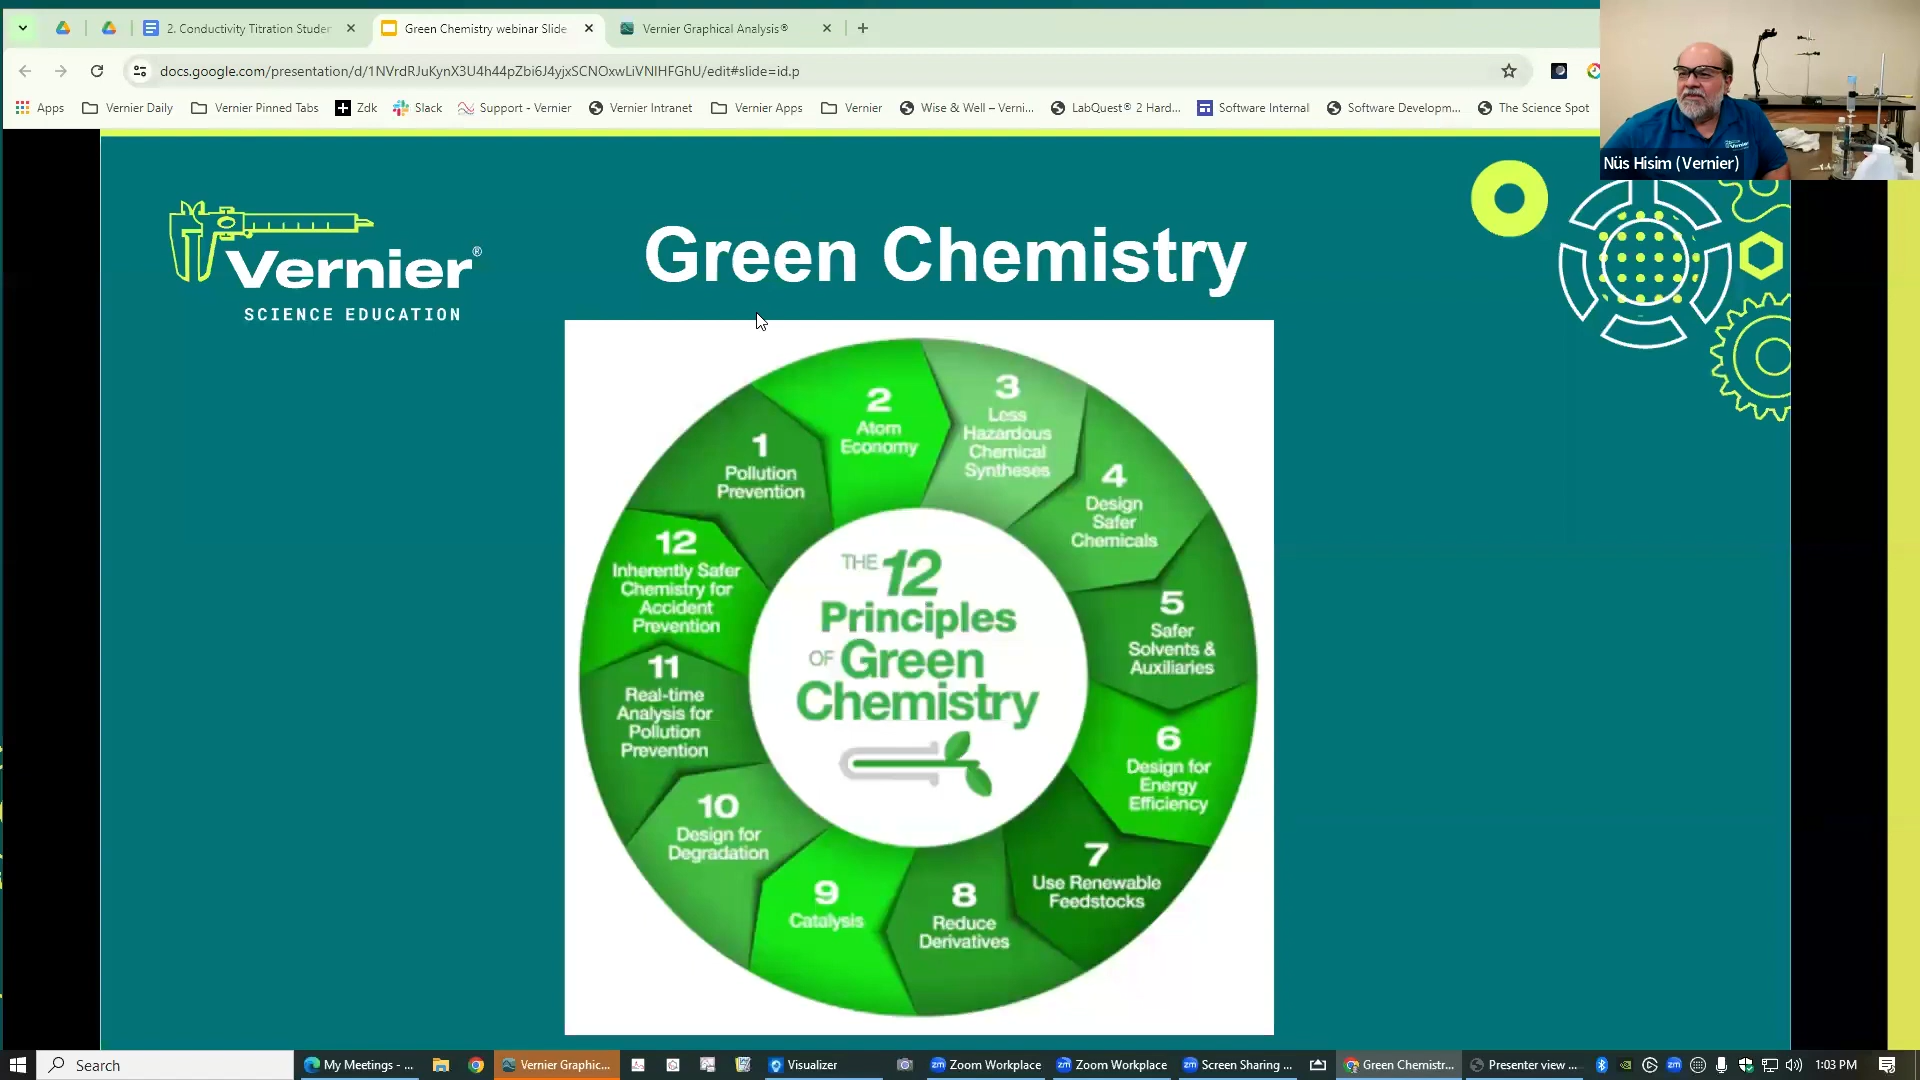 2. Conductivity Titration Studen
Green Chemistry webinar Slide
Vernier Graphical Analysis®
docs.google.com/presentation/d/1NVrdRJuKynX3U4h44pZbi6J4yjxSCNOxwLiVNIHFGhU/edit#slide=id.p
Apps
Vernier Daily
Vernier Pinned Tabs
Zdk
Slack
Support - Vernier
Vernier Intranet
Vernier Apps
Vernier
Wise & Well – Verni...
LabQuest® 2 Hard...
Software Internal
Software Developm...
The Science Spot
Nüs Hisim (Vernier)
Vernier®
SCIENCE EDUCATION
Green Chemistry
1
Pollution
Prevention
2
Atom
Economy
3
Less
Hazardous
Chemical
Syntheses
4
Design
Safer
Chemicals
5
Safer
Solvents &
Auxiliaries
6
Design for
Energy
Efficiency
7
Use Renewable
Feedstocks
8
Reduce
Derivatives
9
Catalysis
10
Design for
Degradation
11
Real-time
Analysis for
Pollution
Prevention
12
Inherently Safer
Chemistry for
Accident
Prevention
THE 12
Principles
OF Green
Chemistry
Search
My Meetings - ...
Vernier Graphic...
Visualizer
Zoom Workplace
Zoom Workplace
Screen Sharing ...
Green Chemistr...
Presenter view ...
1:03 PM